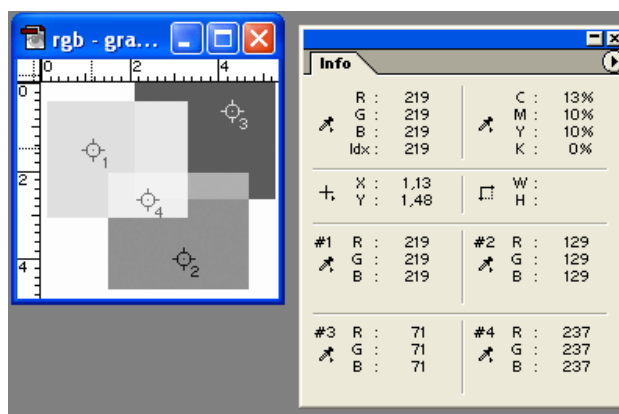 rgb - gra...
0 2 4
0
2
4
1
3
4
2
Info
R : 219 C : 13%
G : 219 M : 10%
B : 219 Y : 10%
Idx : 219 K : 0%
X : 1,13 W :
Y : 1,48 H :
#1 R : 219 #2 R : 129
G : 219 G : 129
B : 219 B : 129
#3 R : 71 #4 R : 237
G : 71 G : 237
B : 71 B : 237